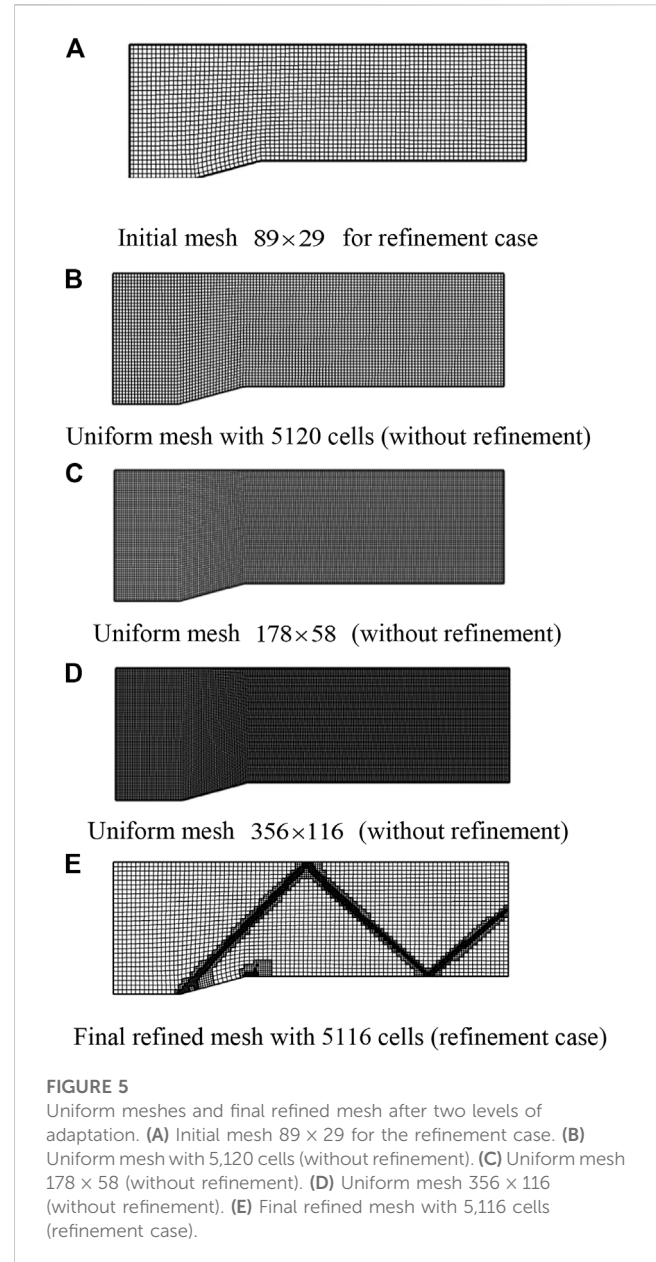 A
Initial mesh 89×29 for refinement case
B
Uniform mesh with 5120 cells (without refinement)
C
Uniform mesh 178×58 (without refinement)
D
Uniform mesh 356×116 (without refinement)
E
Final refined mesh with 5116 cells (refinement case)
FIGURE 5
Uniform meshes and final refined mesh after two levels of
adaptation. (A) Initial mesh 89 × 29 for the refinement case. (B)
Uniform mesh with 5,120 cells (without refinement). (C) Uniform mesh
178 × 58 (without refinement). (D) Uniform mesh 356 × 116
(without refinement). (E) Final refined mesh with 5,116 cells
(refinement case).